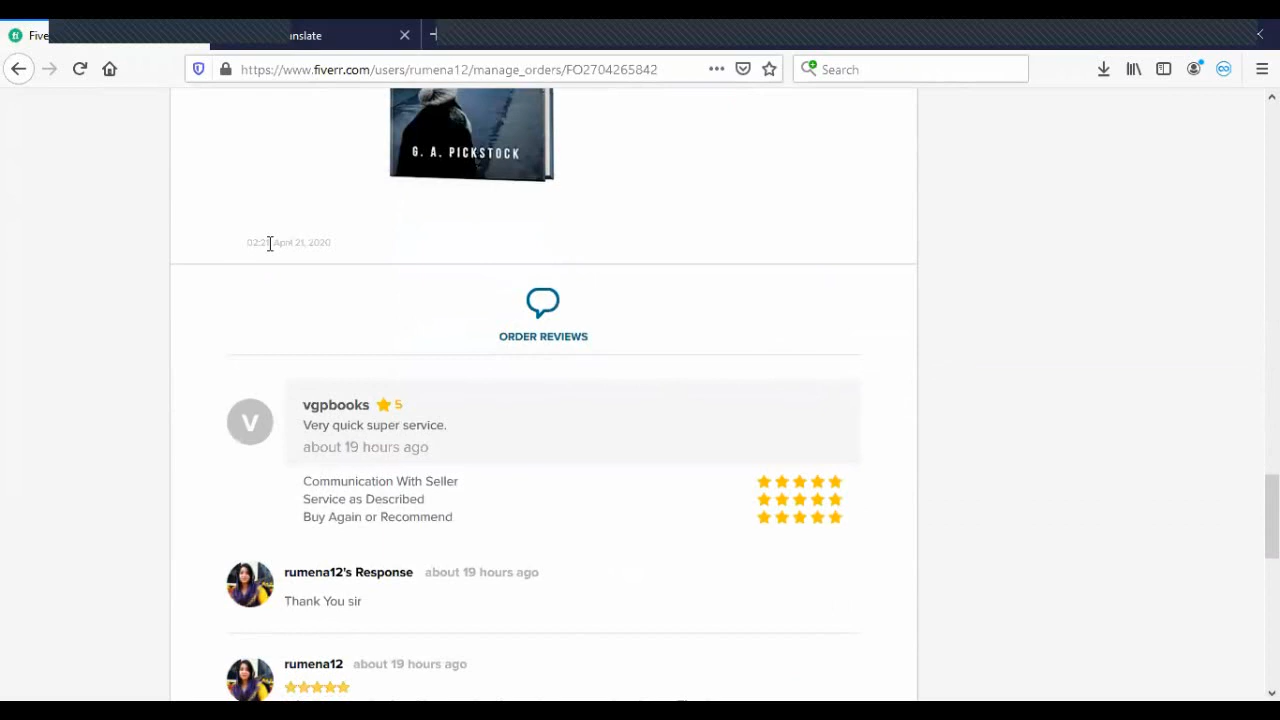 Five
nslate
https://www.fiverr.com/users/rumena12/manage_orders/FO2704265842
Search
G. A. PICKSTOCK
April 21, 2020
ORDER REVIEWS
V
vgpbooks 5
Very quick super service.
about 19 hours ago
Communication With Seller
Service as Described
Buy Again or Recommend
rumena12's Response about 19 hours ago
Thank You sir
rumena12 about 19 hours ago